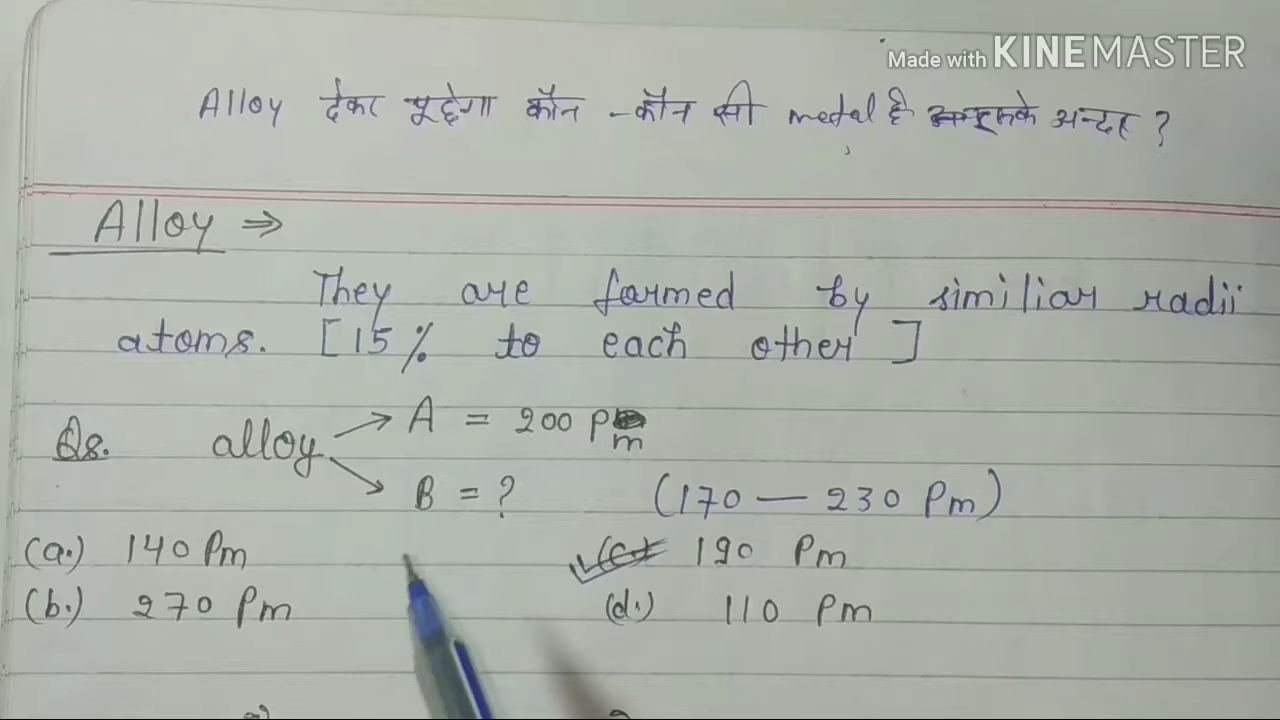 Made with KINEMASTER
Alloy देकर पूछेगा कौन - कौन सी metal है इसके अन्दर ?
Alloy ⇒
They are formed by similiar radii
atoms. [15% to each other]
Qs. alloy → A = 200 Pm
→ B = ? (170 — 230 Pm)
(a.) 140 Pm (c) 190 Pm
(b.) 270 Pm (d.) 110 Pm